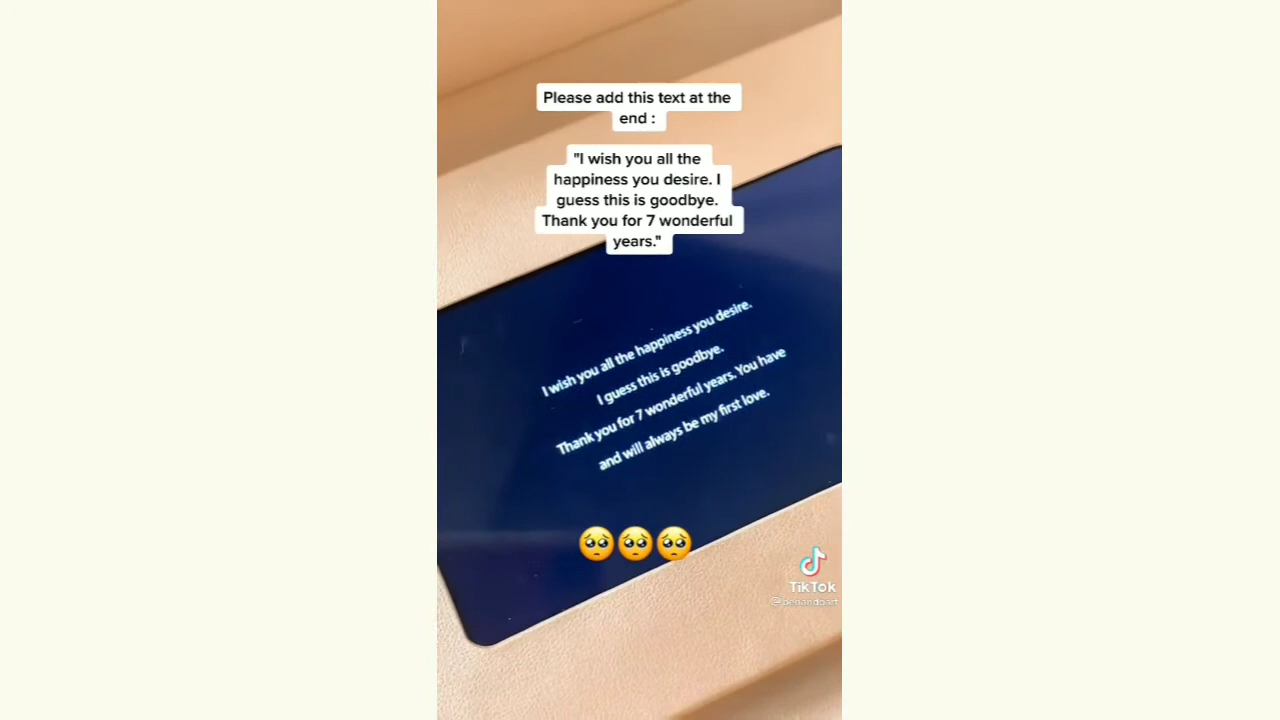 Please add this text at the
end :
"I wish you all the
happiness you desire. I
guess this is goodbye.
Thank you for 7 wonderful
years."
I wish you all the happiness you desire.
I guess this is goodbye.
Thank you for 7 wonderful years. You have
and will always be my first love.
TikTok